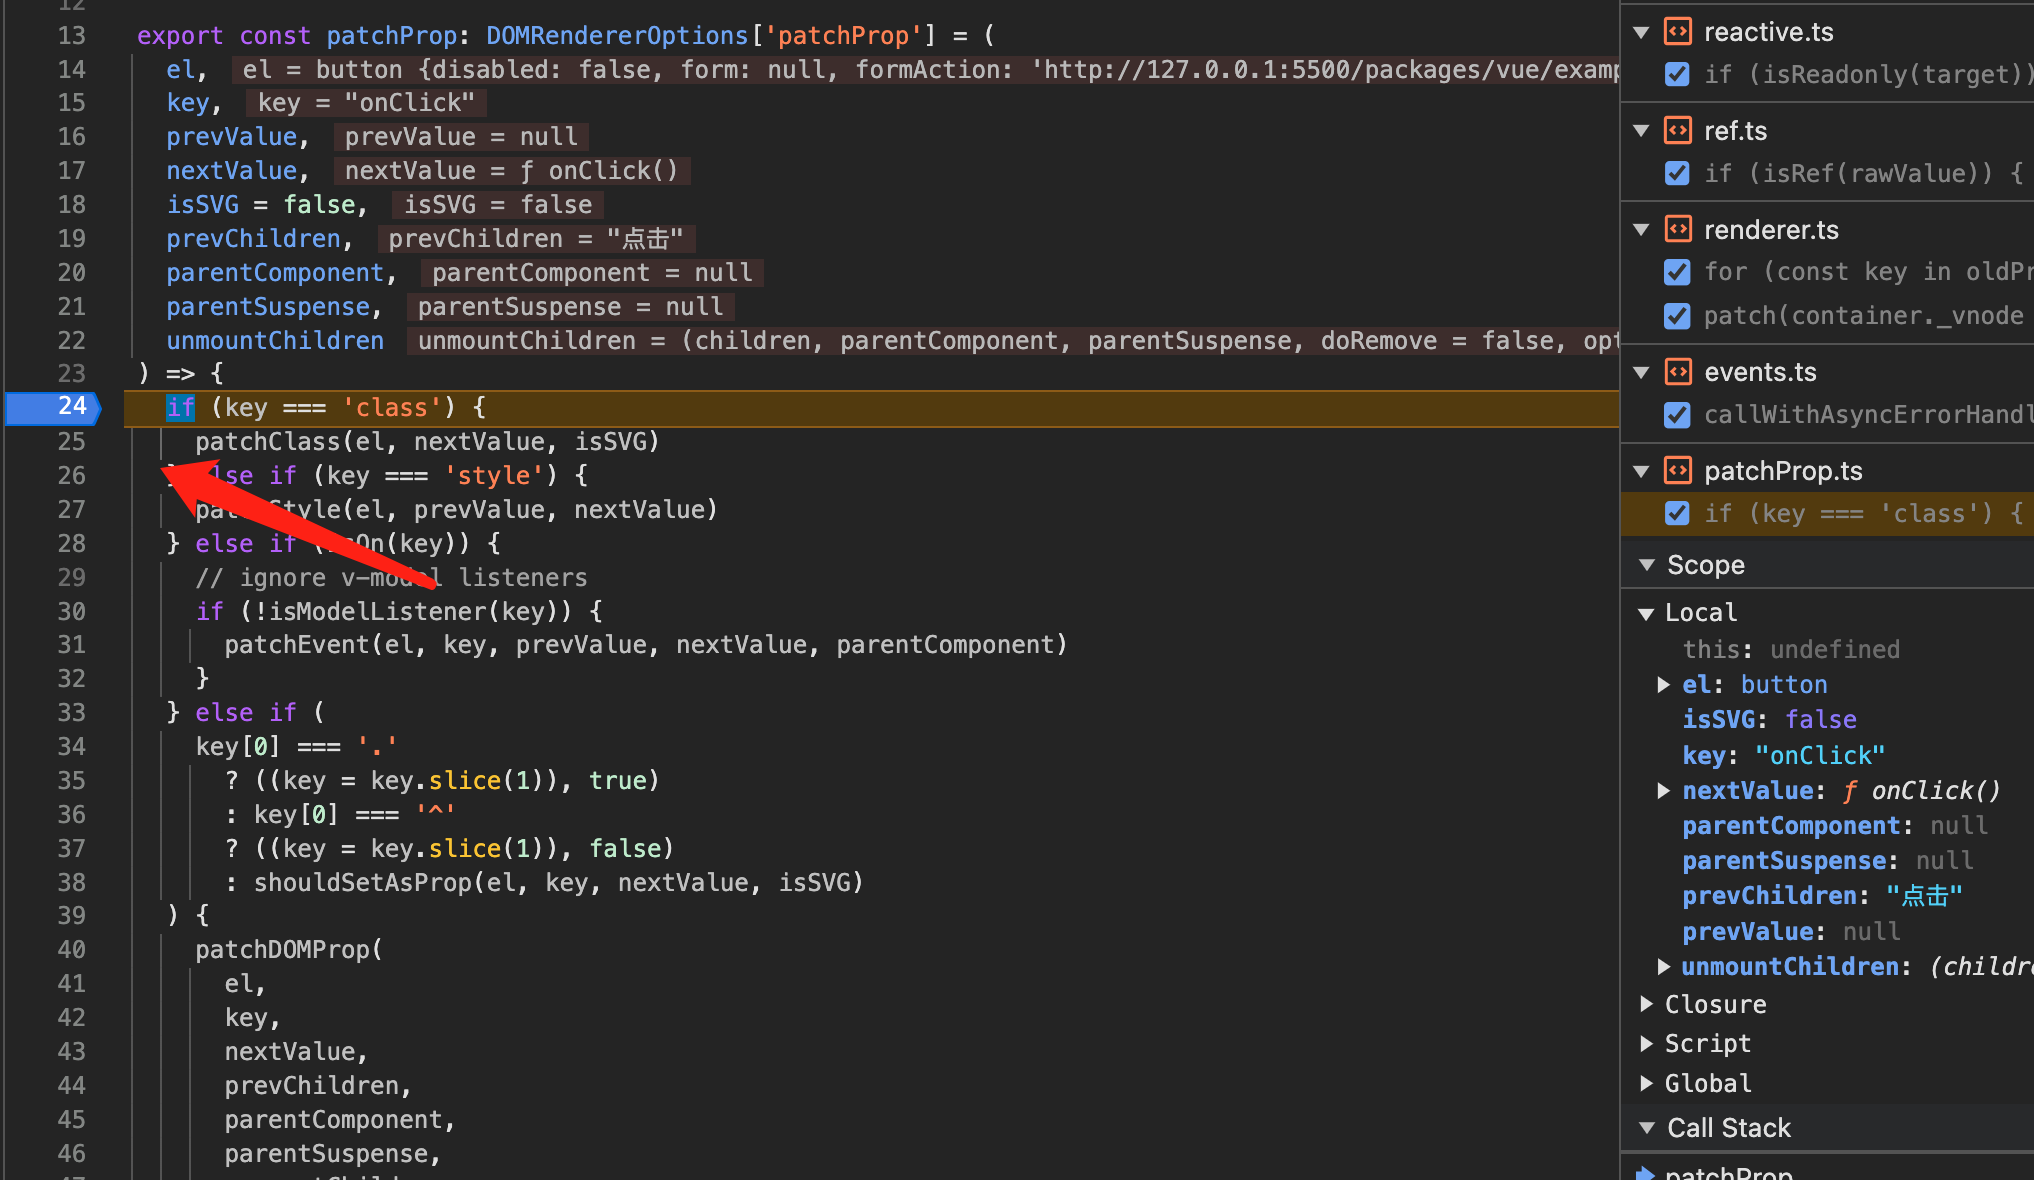 12
13 export const patchProp: DOMRendererOptions['patchProp'] = (
14 el, el = button {disabled: false, form: null, formAction: 'http://127.0.0.1:5500/packages/vue/examp
15 key, key = "onClick"
16 prevValue, prevValue = null
17 nextValue, nextValue = ƒ onClick()
18 isSVG = false, isSVG = false
19 prevChildren, prevChildren = "点击"
20 parentComponent, parentComponent = null
21 parentSuspense, parentSuspense = null
22 unmountChildren unmountChildren = (children, parentComponent, parentSuspense, doRemove = false, opt
23 ) => {
24 if (key === 'class') {
25 patchClass(el, nextValue, isSVG)
26 } else if (key === 'style') {
27 patchStyle(el, prevValue, nextValue)
28 } else if (isOn(key)) {
29 // ignore v-model listeners
30 if (!isModelListener(key)) {
31 patchEvent(el, key, prevValue, nextValue, parentComponent)
32 }
33 } else if (
34 key[0] === '.'
35 ? ((key = key.slice(1)), true)
36 : key[0] === '^'
37 ? ((key = key.slice(1)), false)
38 : shouldSetAsProp(el, key, nextValue, isSVG)
39 ) {
40 patchDOMProp(
41 el,
42 key,
43 nextValue,
44 prevChildren,
45 parentComponent,
46 parentSuspense,
47
reactive.ts
if (isReadonly(target))
ref.ts
if (isRef(rawValue)) {
renderer.ts
for (const key in oldPr
patch(container._vnode
events.ts
callWithAsyncErrorHandl
patchProp.ts
if (key === 'class') {
Scope
Local
this: undefined
el: button
isSVG: false
key: "onClick"
nextValue: ƒ onClick()
parentComponent: null
parentSuspense: null
prevChildren: "点击"
prevValue: null
unmountChildren: (childre
Closure
Script
Global
Call Stack
patchProp